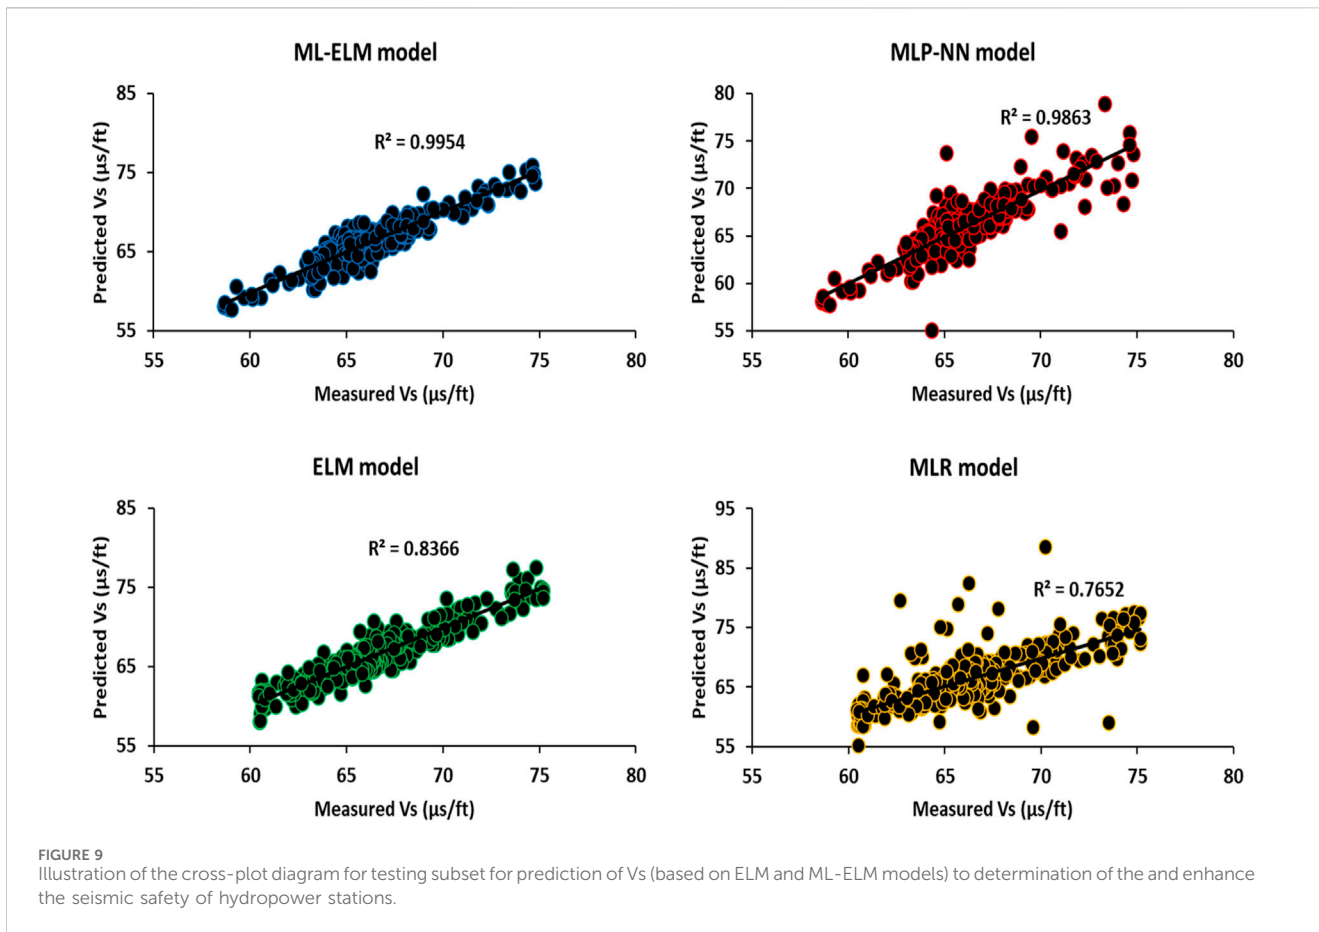 ML-ELM model
85
75
65
55
Predicted Vs (µs/ft)
R² = 0.9954
55 60 65 70 75 80
Measured Vs (µs/ft)
MLP-NN model
80
75
70
65
60
55
Predicted Vs (µs/ft)
R² = 0.9863
55 60 65 70 75 80
Measured Vs (µs/ft)
ELM model
85
75
65
55
Predicted Vs (µs/ft)
R² = 0.8366
55 60 65 70 75 80
Measured Vs (µs/ft)
MLR model
95
85
75
65
55
Predicted Vs (µs/ft)
R² = 0.7652
55 60 65 70 75 80
Measured Vs (µs/ft)
FIGURE 9
Illustration of the cross-plot diagram for testing subset for prediction of Vs (based on ELM and ML-ELM models) to determination of the and enhance
the seismic safety of hydropower stations.